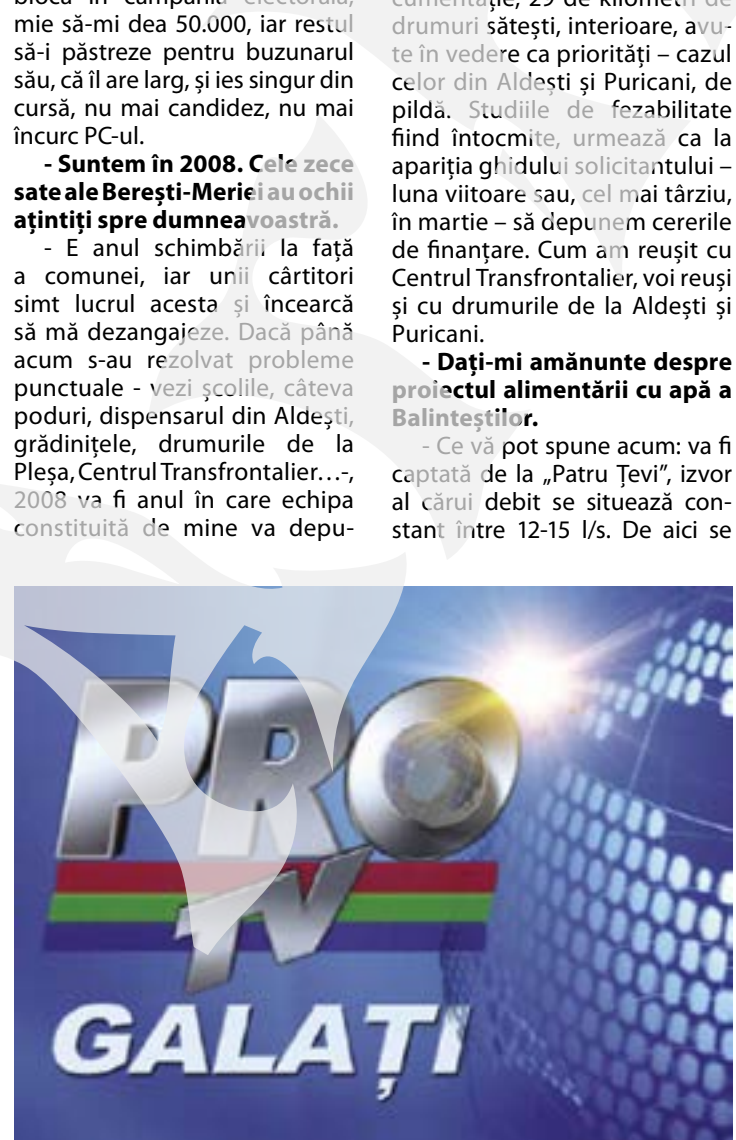 mie să-mi dea 50.000, iar restul
să-i păstreze pentru buzunarul
său, că îl are larg, și ies singur din
cursă, nu mai candidez, nu mai
încurc PC-ul.
- Suntem în 2008. Cele zece
sate ale Berești-Meriei au ochii
ațintiți spre dumneavoastră.
- E anul schimbării la față
a comunei, iar unii cârtitori
simt lucrul acesta și încearcă
să mă dezangajeze. Dacă până
acum s-au rezolvat probleme
punctuale - vezi școlile, câteva
poduri, dispensarul din Aldești,
grădinițele, drumurile de la
Pleșa, Centrul Transfrontalier…-,
2008 va fi anul în care echipa
constituită de mine va depu-
drumuri sătești, interioare, avu-
te în vedere ca priorități – cazul
celor din Aldești și Puricani, de
pildă. Studiile de fezabilitate
fiind întocmite, urmează ca la
apariția ghidului solicitantului –
luna viitoare sau, cel mai târziu,
în martie – să depunem cererile
de finanțare. Cum am reușit cu
Centrul Transfrontalier, voi reuși
și cu drumurile de la Aldești și
Puricani.
- Dați-mi amănunte despre
proiectul alimentării cu apă a
Balinteștilor.
- Ce vă pot spune acum: va fi
captată de la „Patru Țevi”, izvor
al cărui debit se situează con-
stant între 12-15 l/s. De aici se
PRO
TV
GALAȚI